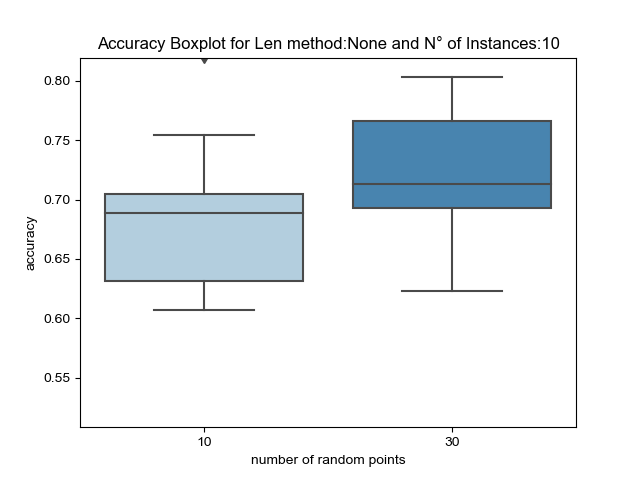 Accuracy Boxplot for Len method:None and N° of Instances:10
0.80
0.75
0.70
0.65
0.60
0.55
accuracy
10 30
number of random points